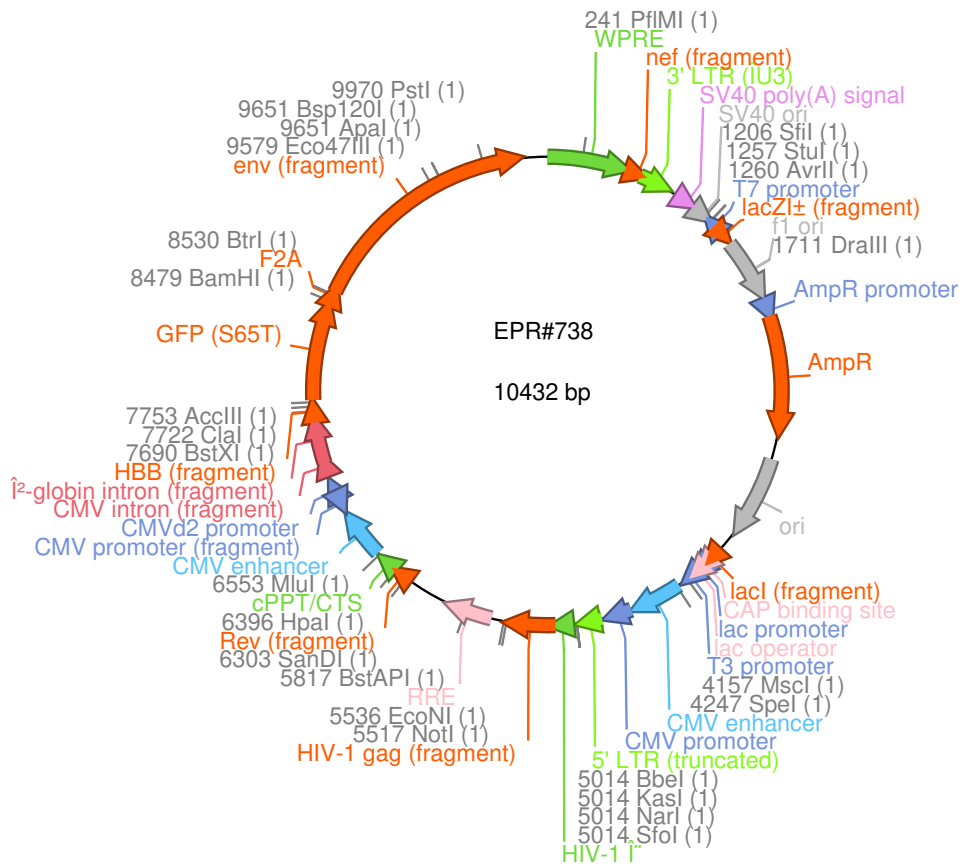 241 PflMI (1)
WPRE
nef (fragment)
3' LTR (ÎU3)
SV40 poly(A) signal
SV40 ori
1206 SfiI (1)
1257 StuI (1)
1260 AvrII (1)
T7 promoter
lacZÎ± (fragment)
f1 ori
1711 DraIII (1)
AmpR promoter
AmpR
ori
lacI (fragment)
CAP binding site
lac promoter
lac operator
T3 promoter
4157 MscI (1)
4247 SpeI (1)
CMV enhancer
CMV promoter
5' LTR (truncated)
5014 BbeI (1)
5014 KasI (1)
5014 NarI (1)
5014 SfoI (1)
HIV-1 Î¨
HIV-1 gag (fragment)
5517 NotI (1)
5536 EcoNI (1)
RRE
5817 BstAPI (1)
6303 SanDI (1)
Rev (fragment)
6396 HpaI (1)
cPPT/CTS
6553 MluI (1)
CMV enhancer
CMV promoter (fragment)
CMVd2 promoter
CMV intron (fragment)
Î²-globin intron (fragment)
HBB (fragment)
7690 BstXI (1)
7722 ClaI (1)
7753 AccIII (1)
GFP (S65T)
8479 BamHI (1)
F2A
8530 BtrI (1)
env (fragment)
9579 Eco47III (1)
9651 ApaI (1)
9651 Bsp120I (1)
9970 PstI (1)
EPR#738
10432 bp